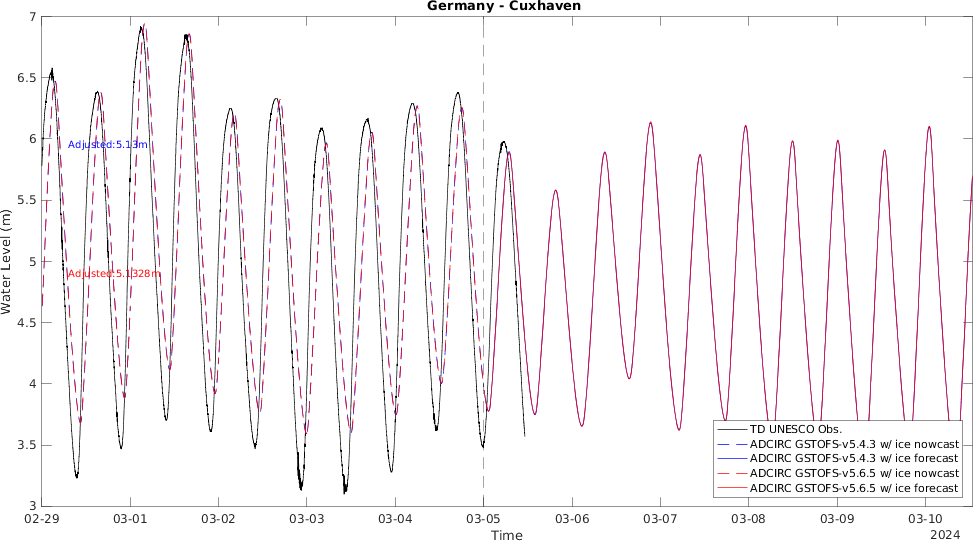 Germany - Cuxhaven
7
6.5
6
5.5
5
4.5
4
3.5
3
Water Level (m)
Adjusted:5.13m
Adjusted:5.1328m
TD UNESCO Obs.
ADCIRC GSTOFS-v5.4.3 w/ ice nowcast
ADCIRC GSTOFS-v5.4.3 w/ ice forecast
ADCIRC GSTOFS-v5.6.5 w/ ice nowcast
ADCIRC GSTOFS-v5.6.5 w/ ice forecast
02-29 03-01 03-02 03-03 03-04 03-05 03-06 03-07 03-08 03-09 03-10
Time
2024